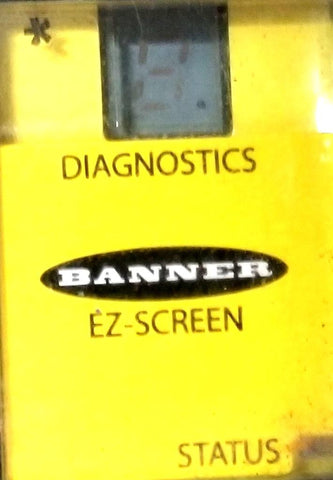 DIAGNOSTICS
BANNER
EZ-SCREEN
STATUS